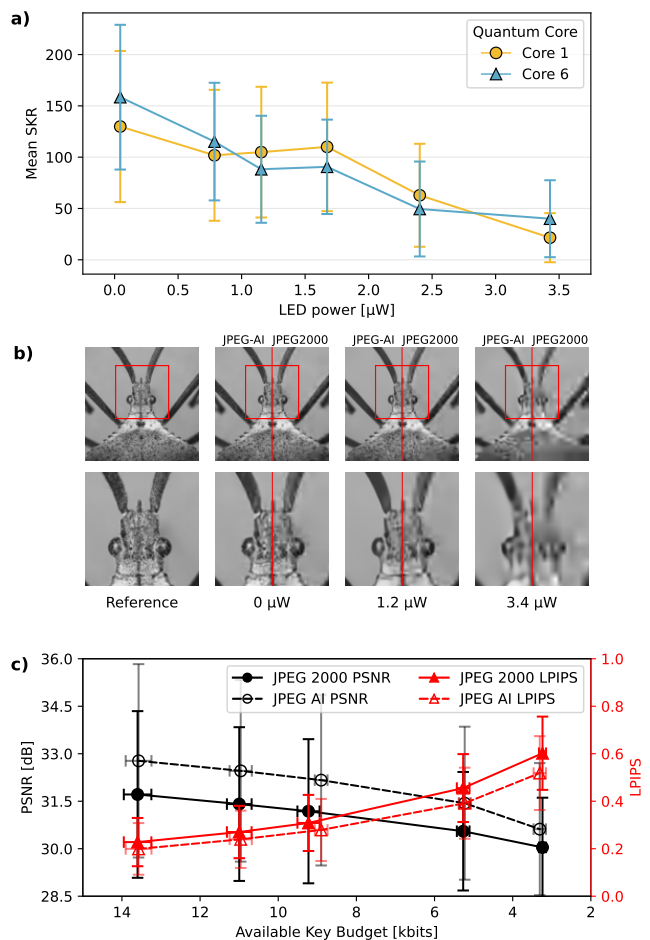 a)
Mean SKR
200
150
100
50
0
Quantum Core
Core 1
Core 6
0.0 0.5 1.0 1.5 2.0 2.5 3.0 3.5
LED power [µW]
b)
JPEG-AI JPEG2000 JPEG-AI JPEG2000 JPEG-AI JPEG2000
Reference 0 µW 1.2 µW 3.4 µW
c)
PSNR [dB]
36.0
34.5
33.0
31.5
30.0
28.5
JPEG 2000 PSNR JPEG 2000 LPIPS
JPEG AI PSNR JPEG AI LPIPS
1.0
0.8
0.6
0.4
0.2
0.0
LPIPS
14 12 10 8 6 4 2
Available Key Budget [kbits]